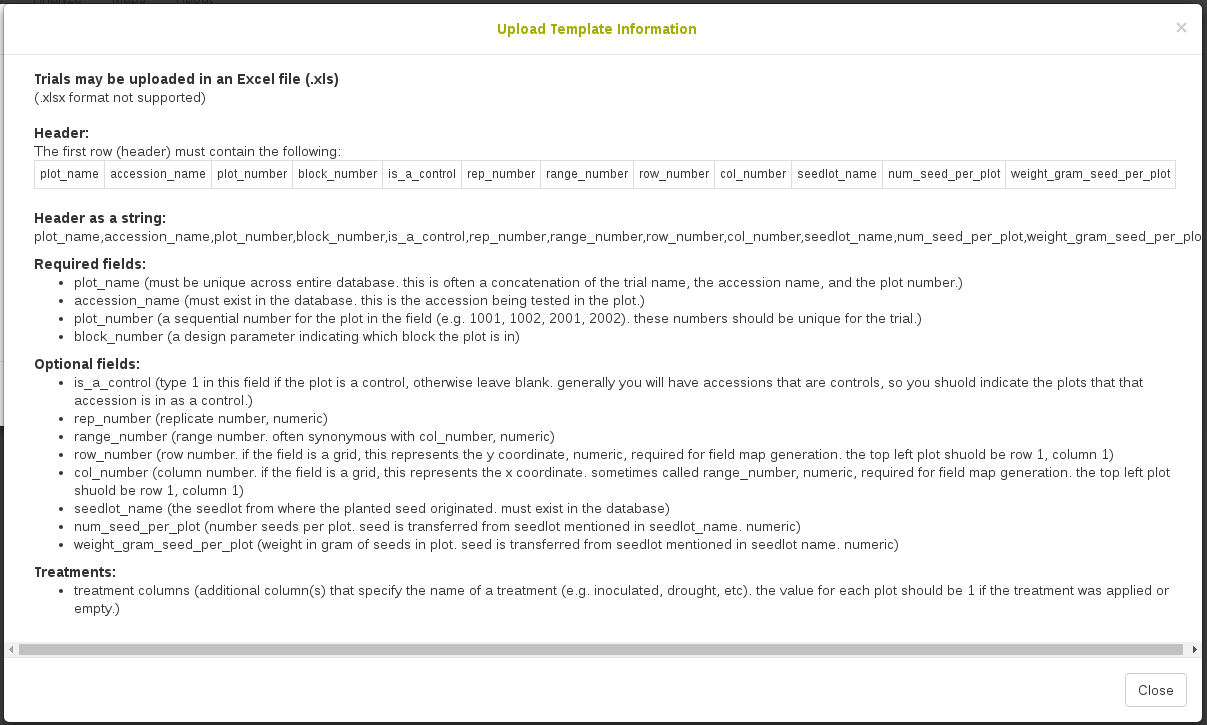 Upload Template Information
×
Trials may be uploaded in an Excel file (.xls)
(.xlsx format not supported)
Header:
The first row (header) must contain the following:
plot_name accession_name plot_number block_number is_a_control rep_number range_number row_number col_number seedlot_name num_seed_per_plot weight_gram_seed_per_plot
Header as a string:
plot_name,accession_name,plot_number,block_number,is_a_control,rep_number,range_number,row_number,col_number,seedlot_name,num_seed_per_plot,weight_gram_seed_per_plo
Required fields:
• plot_name (must be unique across entire database. this is often a concatenation of the trial name, the accession name, and the plot number.)
• accession_name (must exist in the database. this is the accession being tested in the plot.)
• plot_number (a sequential number for the plot in the field (e.g. 1001, 1002, 2001, 2002). these numbers should be unique for the trial.)
• block_number (a design parameter indicating which block the plot is in)
Optional fields:
• is_a_control (type 1 in this field if the plot is a control, otherwise leave blank. generally you will have accessions that are controls, so you shuold indicate the plots that that
accession is in as a control.)
• rep_number (replicate number, numeric)
• range_number (range number. often synonymous with col_number, numeric)
• row_number (row number. if the field is a grid, this represents the y coordinate, numeric, required for field map generation. the top left plot shuold be row 1, column 1)
• col_number (column number. if the field is a grid, this represents the x coordinate. sometimes called range_number, numeric, required for field map generation. the top left plot
shuold be row 1, column 1)
• seedlot_name (the seedlot from where the planted seed originated. must exist in the database)
• num_seed_per_plot (number seeds per plot. seed is transferred from seedlot mentioned in seedlot_name. numeric)
• weight_gram_seed_per_plot (weight in gram of seeds in plot. seed is transferred from seedlot mentioned in seedlot name. numeric)
Treatments:
• treatment columns (additional column(s) that specify the name of a treatment (e.g. inoculated, drought, etc). the value for each plot should be 1 if the treatment was applied or
empty.)
Close